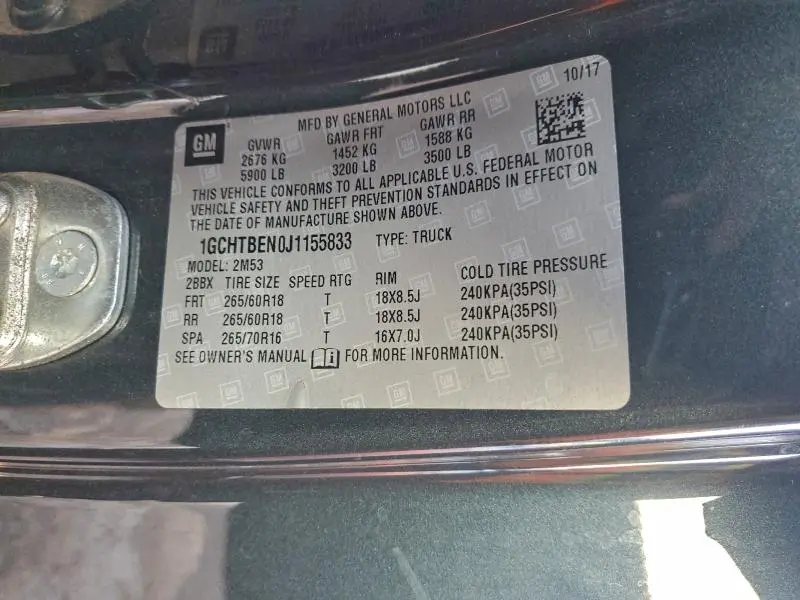 10/17
MFD BY GENERAL MOTORS LLC
GM
GVWR GAWR FRT GAWR RR
2676 KG 1452 KG 1588 KG
5900 LB 3200 LB 3500 LB
THIS VEHICLE CONFORMS TO ALL APPLICABLE U.S. FEDERAL MOTOR
VEHICLE SAFETY AND THEFT PREVENTION STANDARDS IN EFFECT ON
THE DATE OF MANUFACTURE SHOWN ABOVE.
1GCHTBEN0J1155833 TYPE: TRUCK
MODEL: 2M53
2BBX TIRE SIZE SPEED RTG RIM COLD TIRE PRESSURE
FRT 265/60R18 T 18X8.5J 240KPA(35PSI)
RR 265/60R18 T 18X8.5J 240KPA(35PSI)
SPA 265/70R16 T 16X7.0J 240KPA(35PSI)
SEE OWNER'S MANUAL FOR MORE INFORMATION.